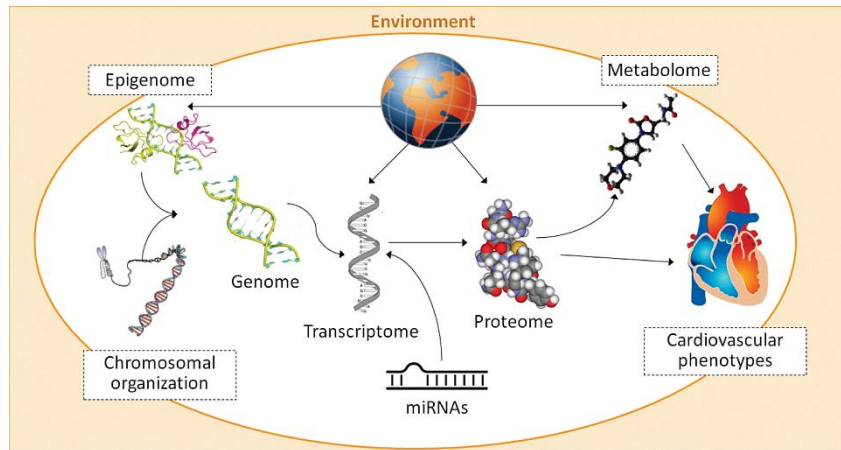 Environment
Epigenome
Metabolome
Genome
Transcriptome
Proteome
Chromosomal
organization
miRNAs
Cardiovascular
phenotypes